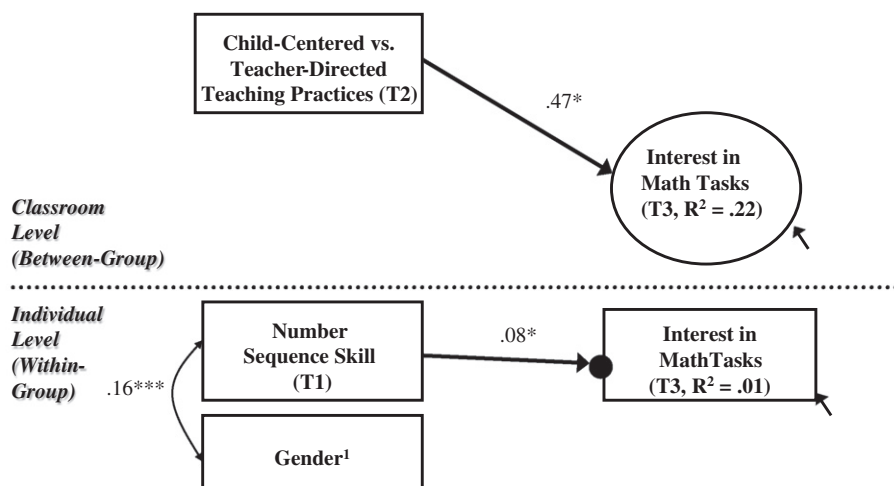 Child-Centered vs.
Teacher-Directed
Teaching Practices (T2)
.47*
Interest in
Math Tasks
(T3, R² = .22)
Classroom
Level
(Between-Group)
Individual
Level
(Within-
Group)
.16***
Number
Sequence Skill
(T1)
.08*
Interest in
MathTasks
(T3, R² = .01)
Gender¹